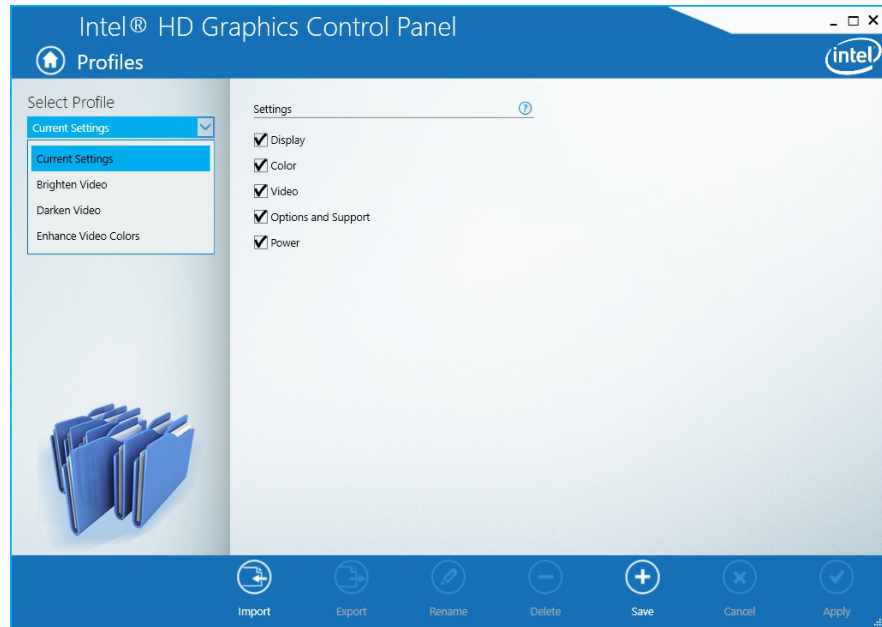 Intel® HD Graphics Control Panel
Profiles
intel
Select Profile
Current Settings
Current Settings
Brighten Video
Darken Video
Enhance Video Colors
Settings
?
Display
Color
Video
Options and Support
Power
Import Export Rename Delete Save Cancel Apply